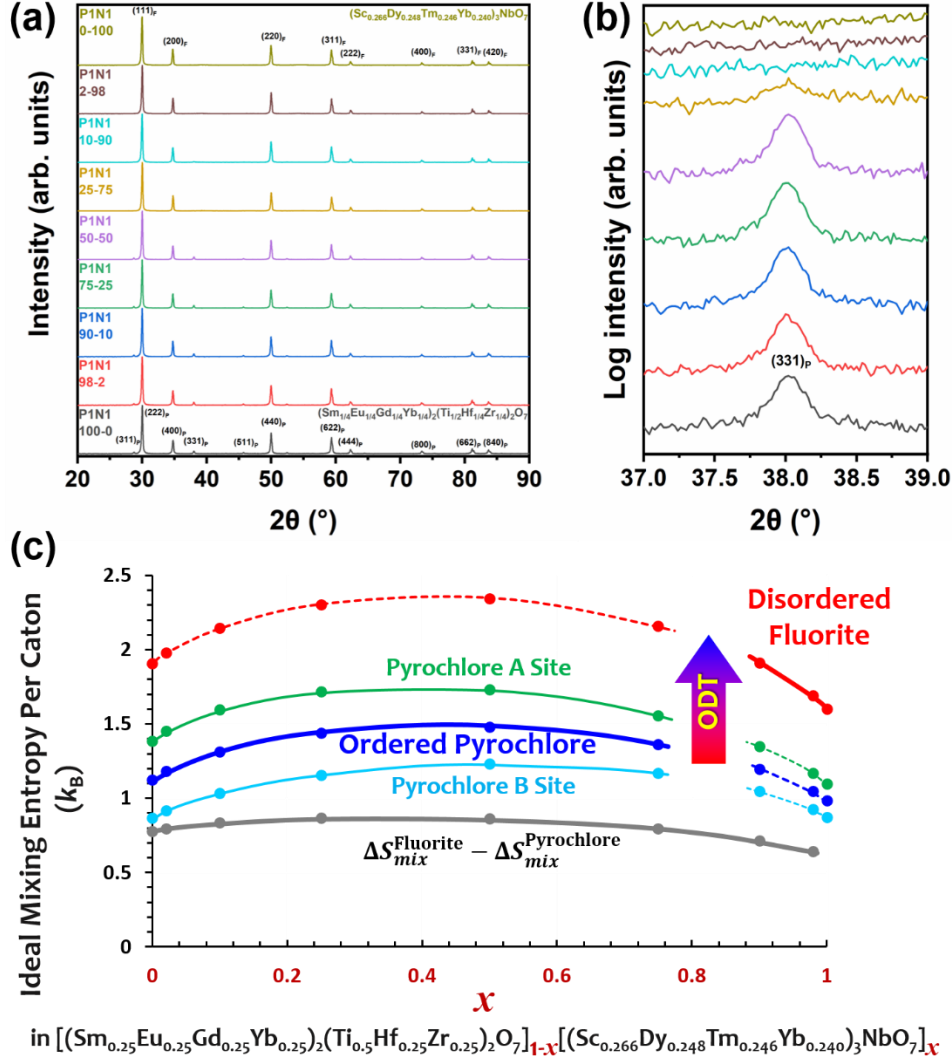 (a)
Intensity (arb. units)
P1N1
0-100
(111)F
(200)F
(220)F
(311)F
(222)F
(400)F
(331)F
(420)F
(Sc0.266Dy0.248Tm0.246Yb0.240)3NbO7
P1N1
2-98
P1N1
10-90
P1N1
25-75
P1N1
50-50
P1N1
75-25
P1N1
90-10
P1N1
98-2
P1N1
100-0
(Sm1/4Eu1/4Gd1/4Yb1/4)2(Ti1/2Hf1/4Zr1/4)2O7
(311)P
(222)P
(400)P
(331)P
(511)P
(440)P
(622)P
(444)P
(800)P
(662)P
(840)P
20 30 40 50 60 70 80 90
2θ (°)
(b)
Log intensity (arb. units)
(331)P
37.0 37.5 38.0 38.5 39.0
2θ (°)
(c)
Ideal Mixing Entropy Per Caton
(kB)
2.5
2
1.5
1
0.5
0
Disordered
Fluorite
Pyrochlore A Site
Ordered Pyrochlore
Pyrochlore B Site
ODT
ΔSmixFluorite − ΔSmixPyrochlore
0 0.2 0.4 0.6 0.8 1
x
in [(Sm0.25Eu0.25Gd0.25Yb0.25)2(Ti0.5Hf0.25Zr0.25)2O7]1-x[(Sc0.266Dy0.248Tm0.246Yb0.240)3NbO7]x